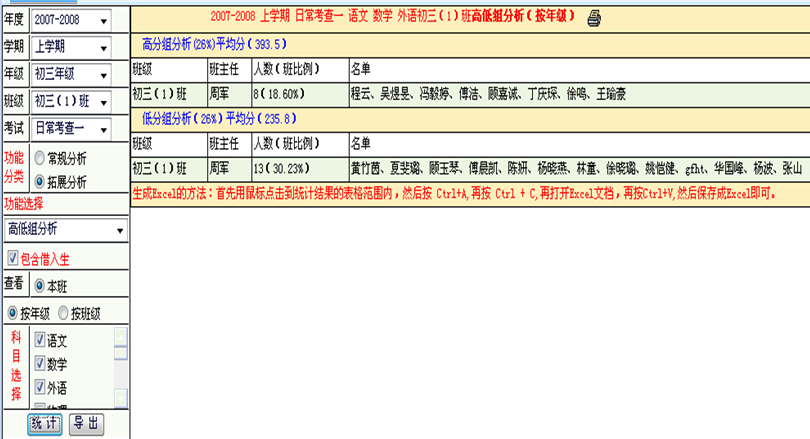 年度 2007-2008
学期 上学期
年级 初三年级
班级 初三(1)班
考试 日常考查一
功能分类 常规分析
拓展分析
功能选择
高低组分析
包含借入生
查看 本班
按年级 按班级
科目选择
语文
数学
外语
统 计 导 出
2007-2008 上学期 日常考查一 语文 数学 外语初三(1)班高低组分析(按年级)
高分组分析(26%)平均分(393.5)
班级 班主任 人数(班比例) 名单
初三(1)班 周军 8(18.60%) 程云、吴煜旻、冯毅婷、傅洁、顾嘉诚、丁庆琛、徐鸣、王瑜豪
低分组分析(26%)平均分(235.8)
班级 班主任 人数(班比例) 名单
初三(1)班 周军 13(30.23%) 黄竹茵、夏斐璐、顾玉琴、傅晨凯、陈妍、杨晓燕、林童、徐晓璐、姚恺健、gfht、华国峰、杨波、张山
生成Excel的方法：首先用鼠标点击到统计结果的表格范围内，然后按 Ctrl+A,再按 Ctrl + C,再打开Excel文档，再按Ctrl+V,然后保存成Excel即可。